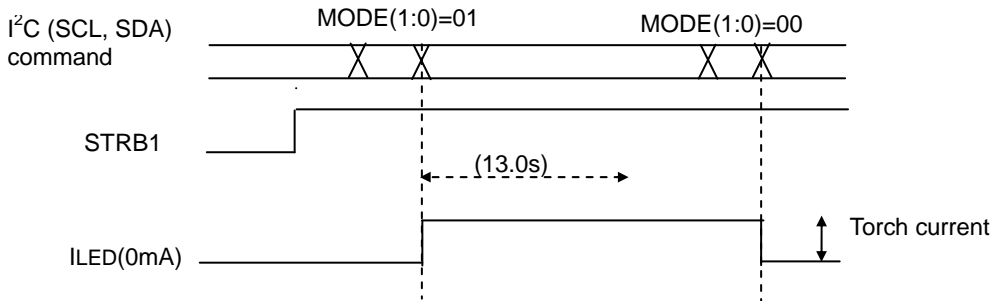 I²C (SCL, SDA)
command
MODE(1:0)=01
MODE(1:0)=00
STRB1
(13.0s)
ILED(0mA)
Torch current